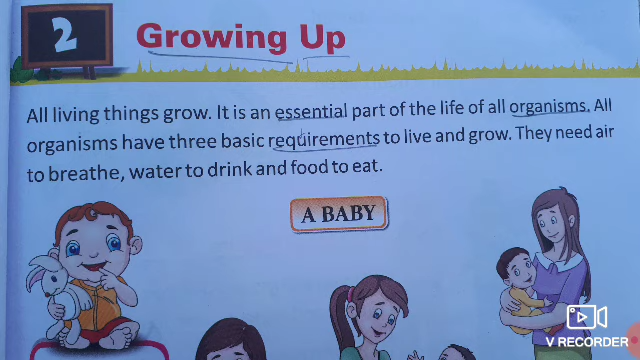 2
Growing Up
All living things grow. It is an essential part of the life of all organisms. All
organisms have three basic requirements to live and grow. They need air
to breathe, water to drink and food to eat.
A BABY
V RECORDER